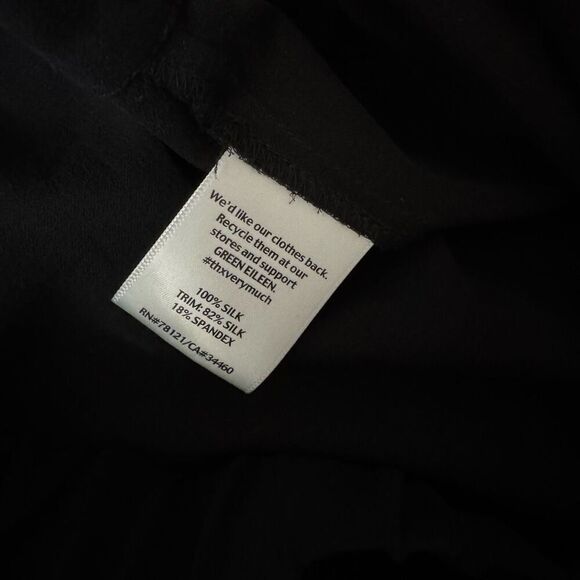 We'd like our clothes back.
Recycle them at our
stores and support
GREEN EILEEN.
#thxverymuch
100% SILK
TRIM: 82% SILK
18% SPANDEX
RN#78121/CA#34460